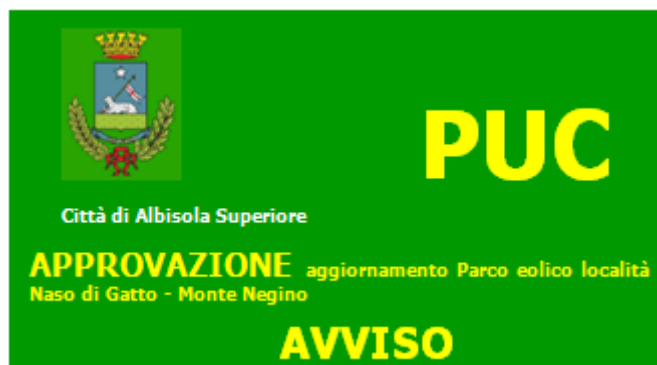 PUC
Città di Albisola Superiore
APPROVAZIONE aggiornamento Parco eolico località
Naso di Gatto - Monte Negino
AVVISO